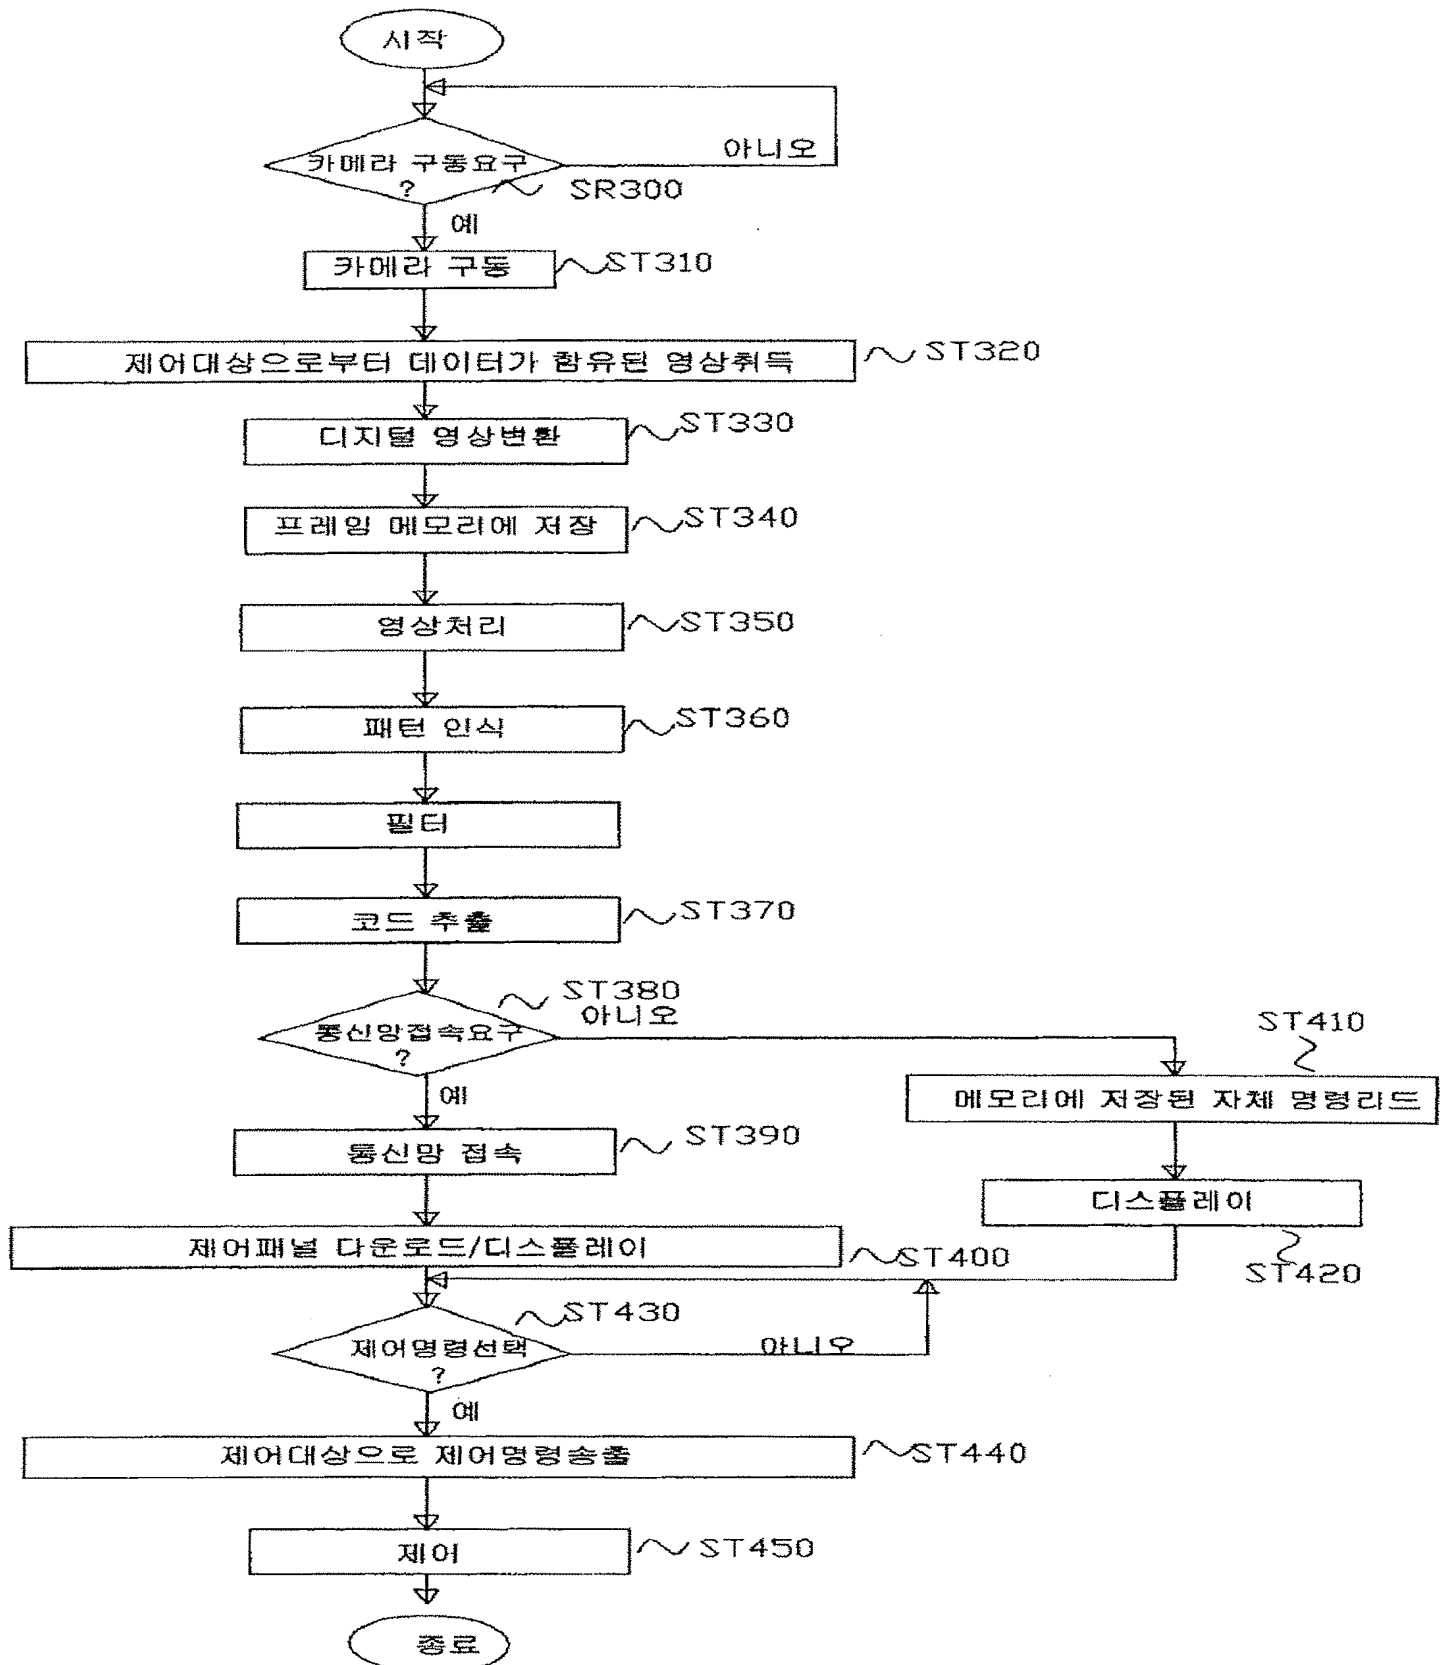 시작
아니오
카메라 구동요구
?
SR300
예
카메라 구동
ST310
제어대상으로부터 데이터가 함유된 영상취득
ST320
디지털 영상변환
ST330
프레임 메모리에 저장
ST340
영상처리
ST350
패턴 인식
ST360
필터
코드 추출
ST370
ST380
아니오
통신망접속요구
?
ST410
예
메모리에 저장된 자체 명령리드
통신망 접속
ST390
디스플레이
제어패널 다운로드/디스플레이
ST400
ST420
ST430
제어명령선택
?
아니오
예
제어대상으로 제어명령송출
ST440
제어
ST450
종료